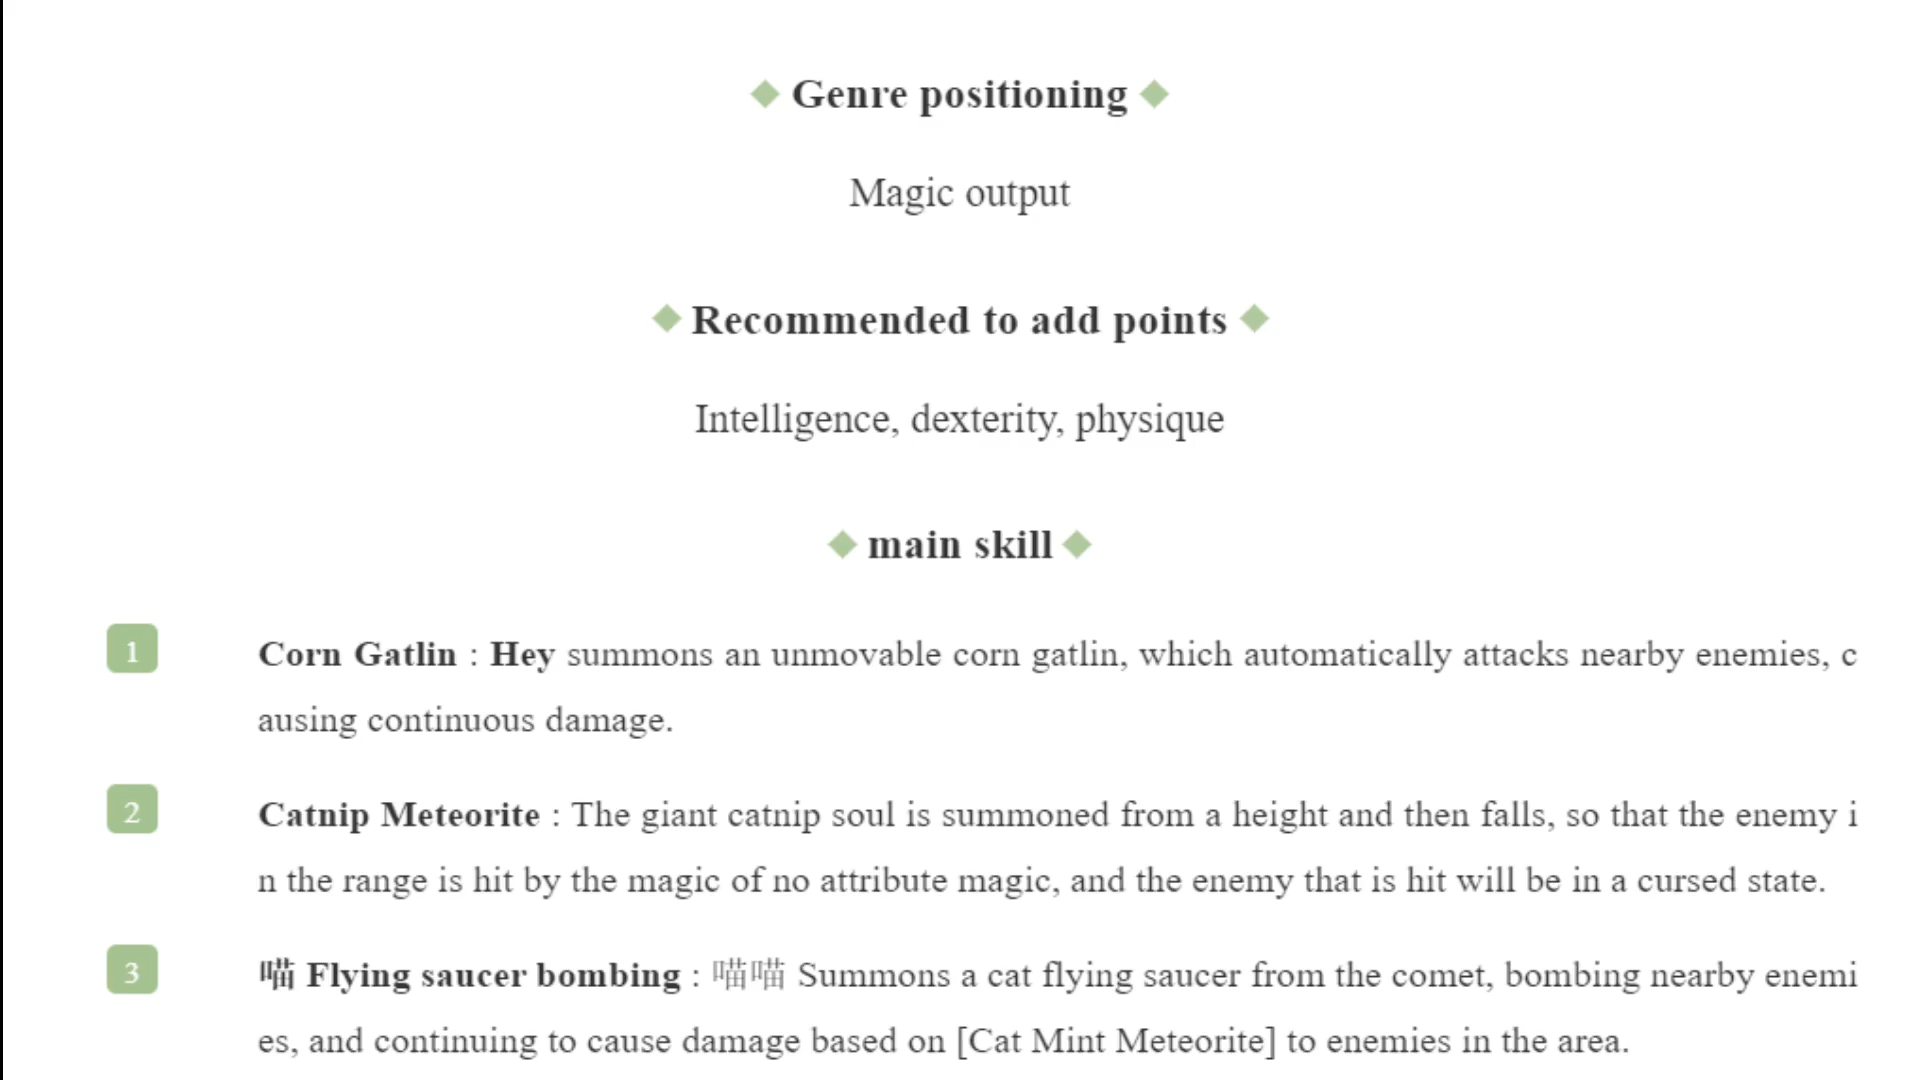 ◆ Genre positioning ◆
Magic output
◆ Recommended to add points ◆
Intelligence, dexterity, physique
◆ main skill ◆
1 Corn Gatlin : Hey summons an unmovable corn gatlin, which automatically attacks nearby enemies, c
ausing continuous damage.
2 Catnip Meteorite : The giant catnip soul is summoned from a height and then falls, so that the enemy i
n the range is hit by the magic of no attribute magic, and the enemy that is hit will be in a cursed state.
3 喵 Flying saucer bombing : 喵喵 Summons a cat flying saucer from the comet, bombing nearby enemi
es, and continuing to cause damage based on [Cat Mint Meteorite] to enemies in the area.